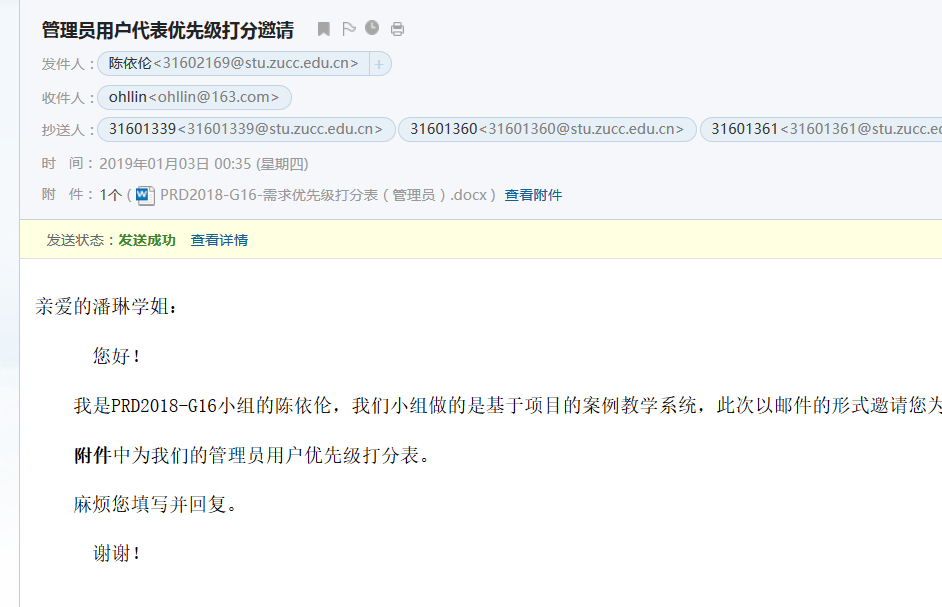 管理员用户代表优先级打分邀请
发件人：陈依伦<31602169@stu.zucc.edu.cn> +
收件人：ohllin<ohllin@163.com>
抄送人：31601339<31601339@stu.zucc.edu.cn> 31601360<31601360@stu.zucc.edu.cn> 31601361<31601361@stu.zucc.e
时 间：2019年01月03日 00:35 (星期四)
附 件：1个 ( PRD2018-G16-需求优先级打分表（管理员）.docx ) 查看附件
发送状态：发送成功 查看详情
亲爱的潘琳学姐：
您好！
我是PRD2018-G16小组的陈依伦，我们小组做的是基于项目的案例教学系统，此次以邮件的形式邀请您为
附件中为我们的管理员用户优先级打分表。
麻烦您填写并回复。
谢谢！